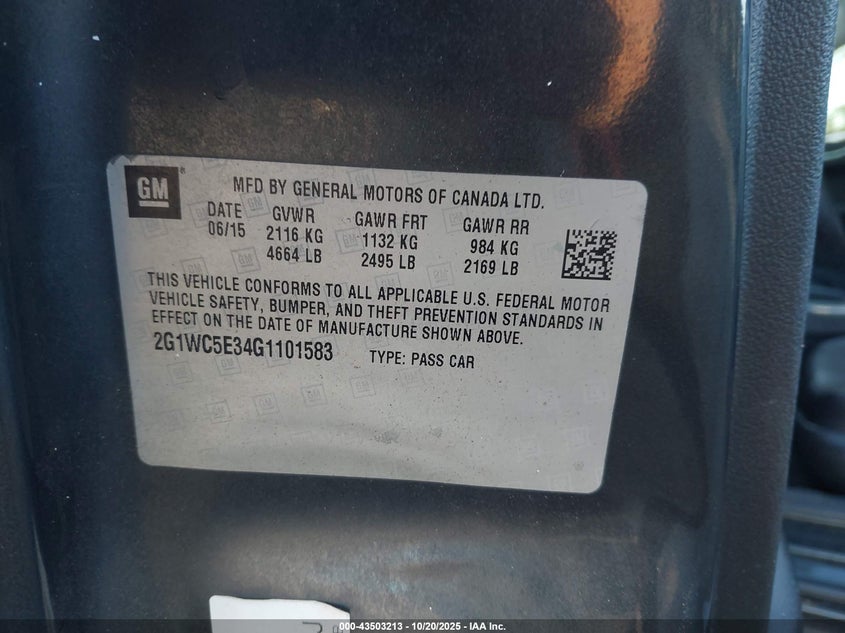 GM
MFD BY GENERAL MOTORS OF CANADA LTD.
DATE GVWR GAWR FRT GAWR RR
06/15 2116 KG 1132 KG 984 KG
4664 LB 2495 LB 2169 LB
THIS VEHICLE CONFORMS TO ALL APPLICABLE U.S. FEDERAL MOTOR
VEHICLE SAFETY, BUMPER, AND THEFT PREVENTION STANDARDS IN
EFFECT ON THE DATE OF MANUFACTURE SHOWN ABOVE.
2G1WC5E34G1101583 TYPE: PASS CAR
000-43503213 - 10/20/2025 - IAA Inc.